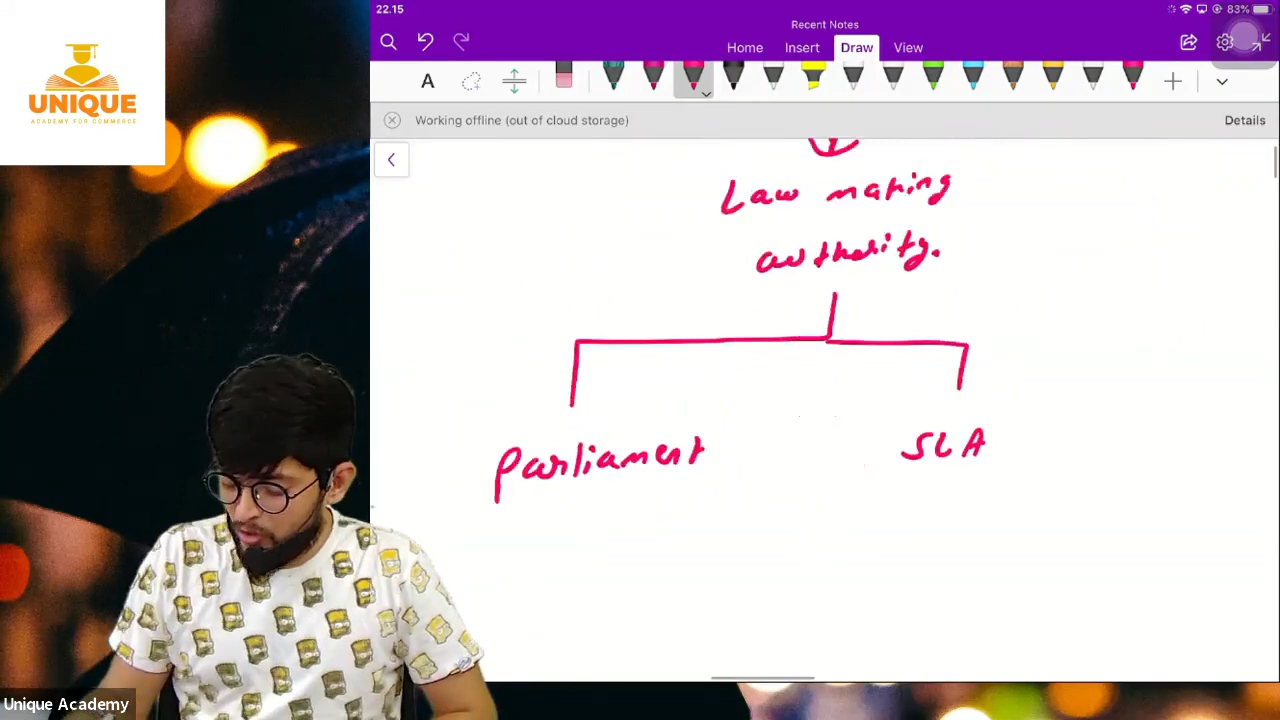 22.15
83%
Recent Notes
Home Insert Draw View
UNIQUE
ACADEMY FOR COMMERCE
A
Working offline (out of cloud storage)
Details
Law making
authority.
Parliament
SLA
Unique Academy